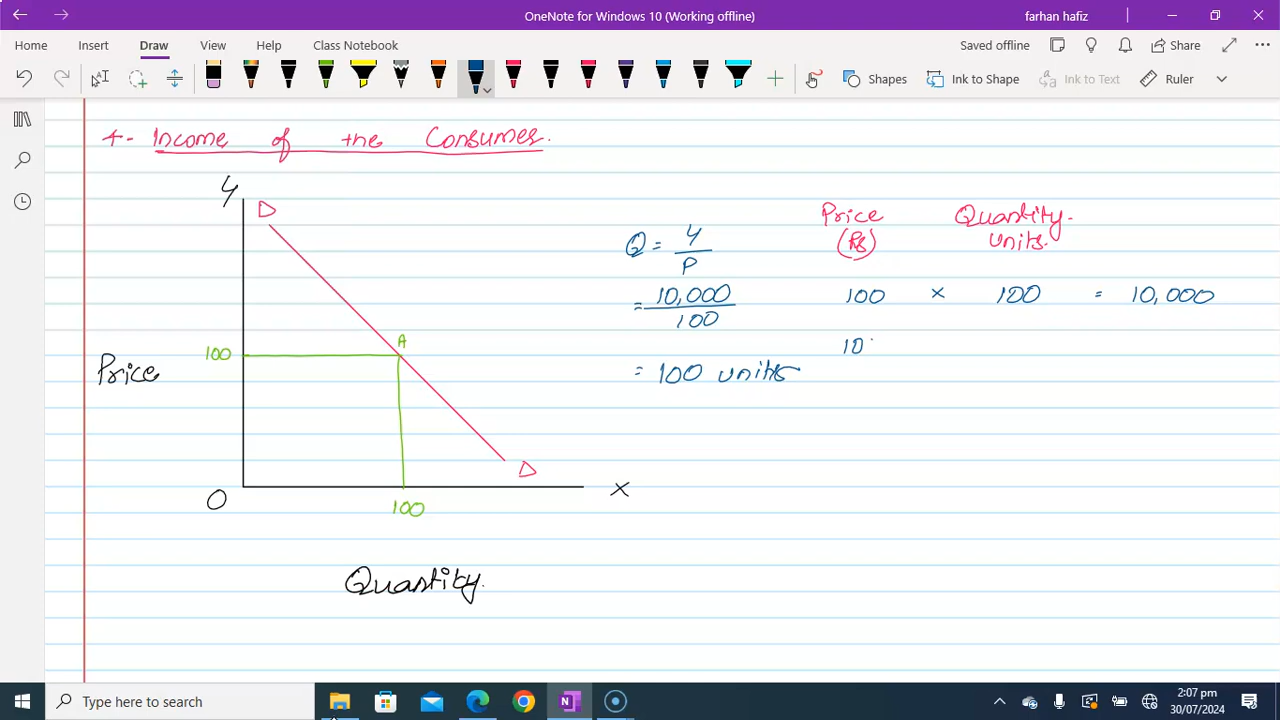 OneNote for Windows 10 (Working offline)
farhan hafiz
Home Insert Draw View Help Class Notebook
Saved offline
Share
Shapes
Ink to Shape
Ink to Text
Ruler
4- Income of the Consumes.
Y
D
Price (Rs)
Quantity units.
Q = Y / P
= 10,000 / 100
100 × 100 = 10,000
A
10
100
Price
= 100 units
D
O
X
100
Quantity.
Type here to search
2:07 pm
30/07/2024